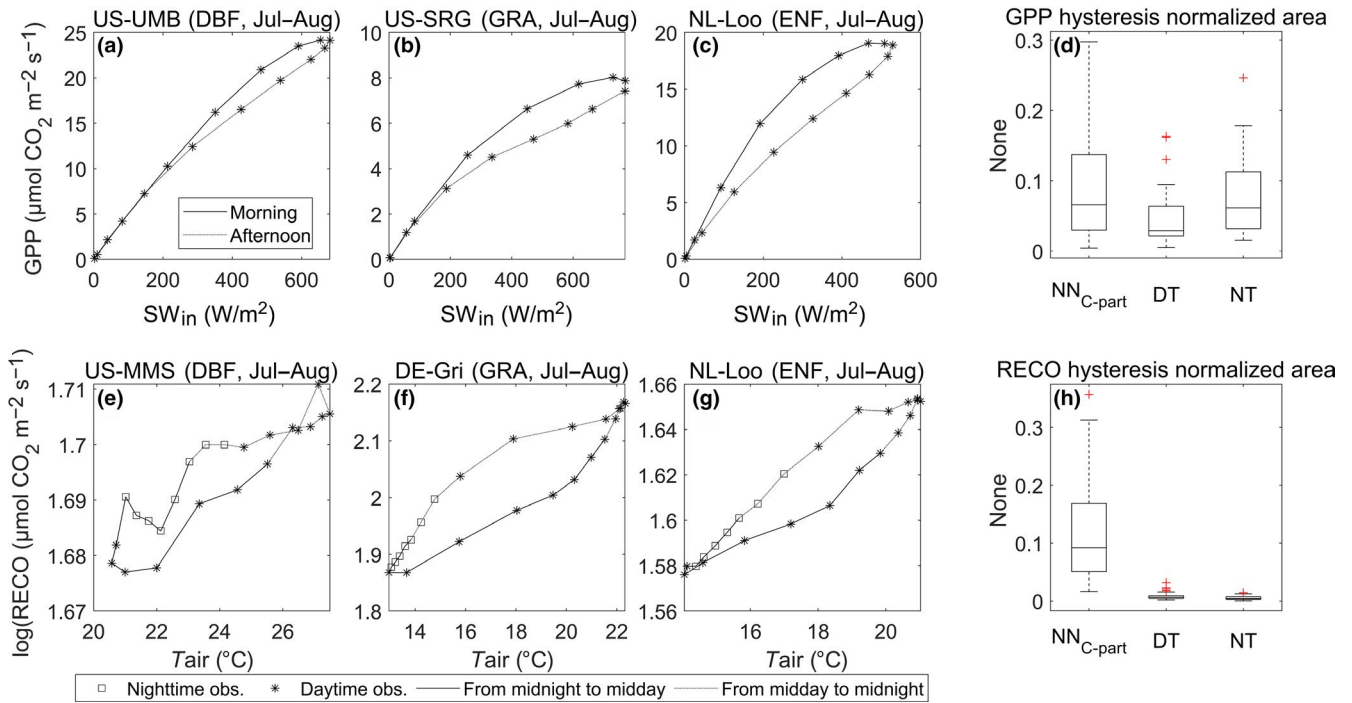 US-UMB (DBF, Jul–Aug)
(a)
25
20
15
10
5
0
GPP (µmol CO2 m−2 s−1)
0 200 400 600
SWin (W/m²)
Morning
Afternoon
US-SRG (GRA, Jul–Aug)
(b)
10
8
6
4
2
0
0 200 400 600
SWin (W/m²)
NL-Loo (ENF, Jul–Aug)
(c)
20
15
10
5
0
0 200 400 600 800
SWin (W/m²)
GPP hysteresis normalized area
(d)
0.3
0.2
0.1
0
None
NNC-part DT NT
US-MMS (DBF, Jul–Aug)
(e)
1.71
1.7
1.69
1.68
1.67
log(RECO (µmol CO2 m−2 s−1)
20 22 24 26
Tair (°C)
DE-Gri (GRA, Jul–Aug)
(f)
2.2
2.1
2
1.9
1.8
14 16 18 20 22
Tair (°C)
NL-Loo (ENF, Jul–Aug)
(g)
1.66
1.64
1.62
1.6
1.58
1.56
16 18 20
Tair (°C)
RECO hysteresis normalized area
(h)
0.3
0.2
0.1
0
None
NNC-part DT NT
Nighttime obs. Daytime obs. From midnight to midday From midday to midnight